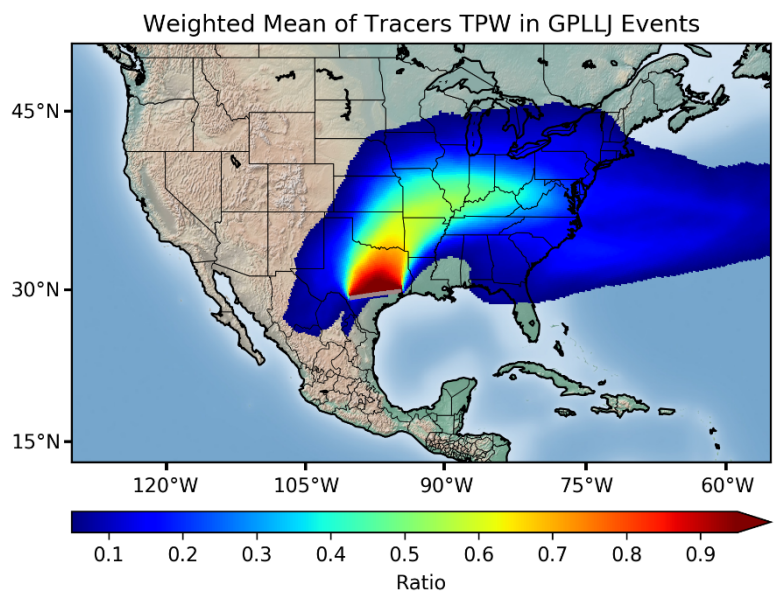 Weighted Mean of Tracers TPW in GPLLJ Events
45°N
30°N
15°N
120°W 105°W 90°W 75°W 60°W
0.1 0.2 0.3 0.4 0.5 0.6 0.7 0.8 0.9
Ratio